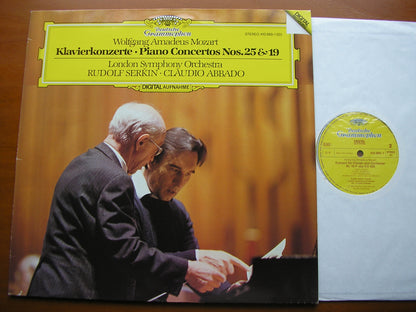 Deutsche
Grammophon
STEREO 410 989-1
DIGITAL
Wolfgang Amadeus Mozart
Klavierkonzerte · Piano Concertos Nos. 25 & 19
London Symphony Orchestra
RUDOLF SERKIN · CLAUDIO ABBADO
DIGITAL AUFNAHME
Deutsche
Grammophon
2